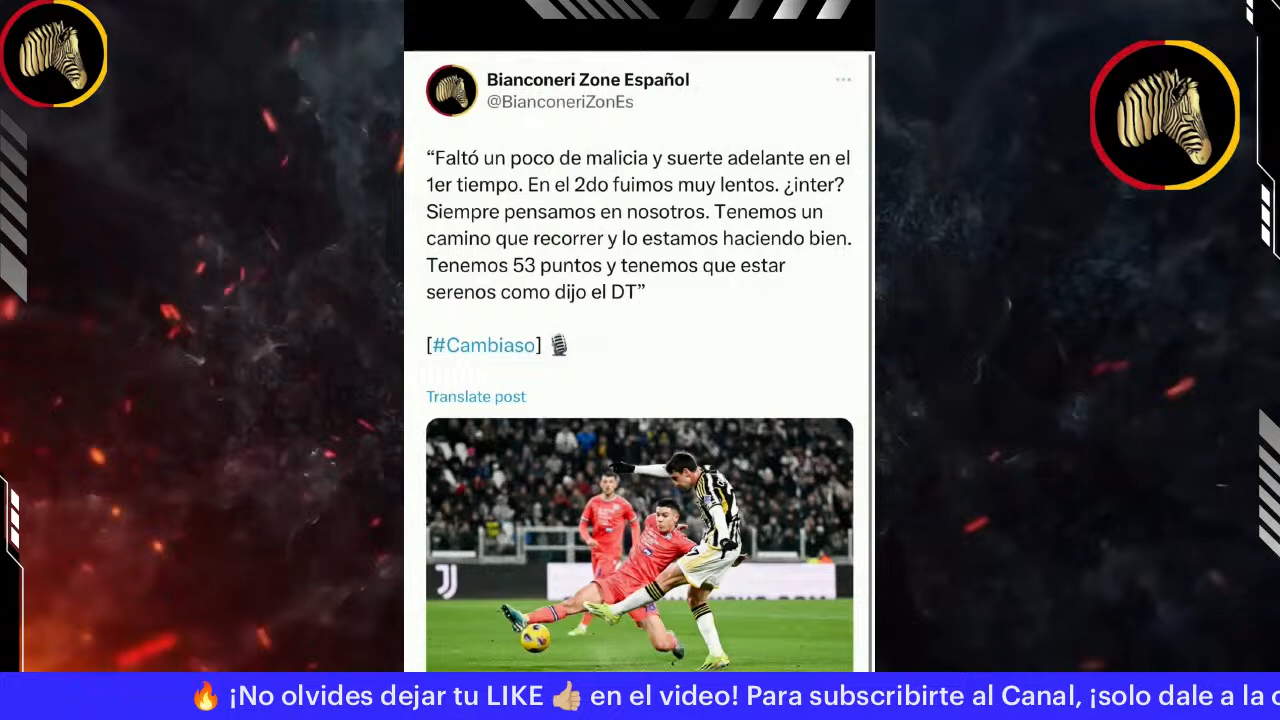 Bianconeri Zone Español
@BianconeriZonEs
“Faltó un poco de malicia y suerte adelante en el
1er tiempo. En el 2do fuimos muy lentos. ¿inter?
Siempre pensamos en nosotros. Tenemos un
camino que recorrer y lo estamos haciendo bien.
Tenemos 53 puntos y tenemos que estar
serenos como dijo el DT”
[#Cambiaso] 🎙️
Translate post
🔥 ¡No olvides dejar tu LIKE 👍🏼 en el video! Para subscribirte al Canal, ¡solo dale a la